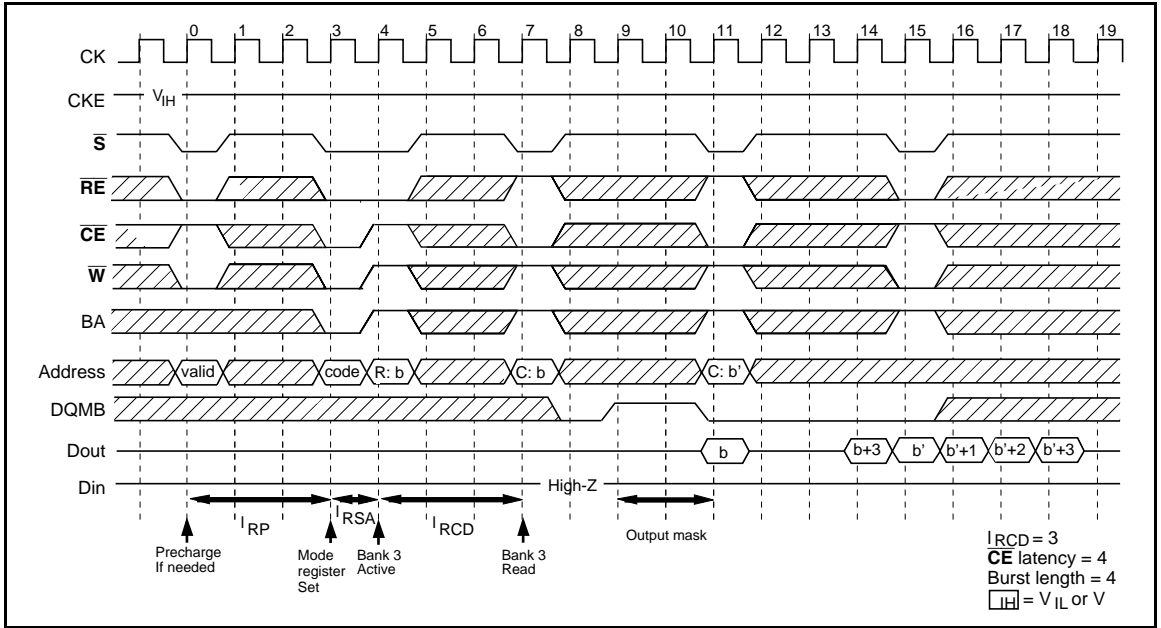 0 1 2 3 4 5 6 7 8 9 10 11 12 13 14 15 16 17 18 19
CK
CKE VIH
S
RE
CE
W
BA
Address valid code R: b C: b C: b'
DQMB
Dout b b+3 b' b'+1 b'+2 b'+3
Din High-Z
lRP lRSA lRCD Output mask
Precharge If needed
Mode register Set
Bank 3 Active
Bank 3 Read
lRCD = 3
CE latency = 4
Burst length = 4
IH = VIL or V